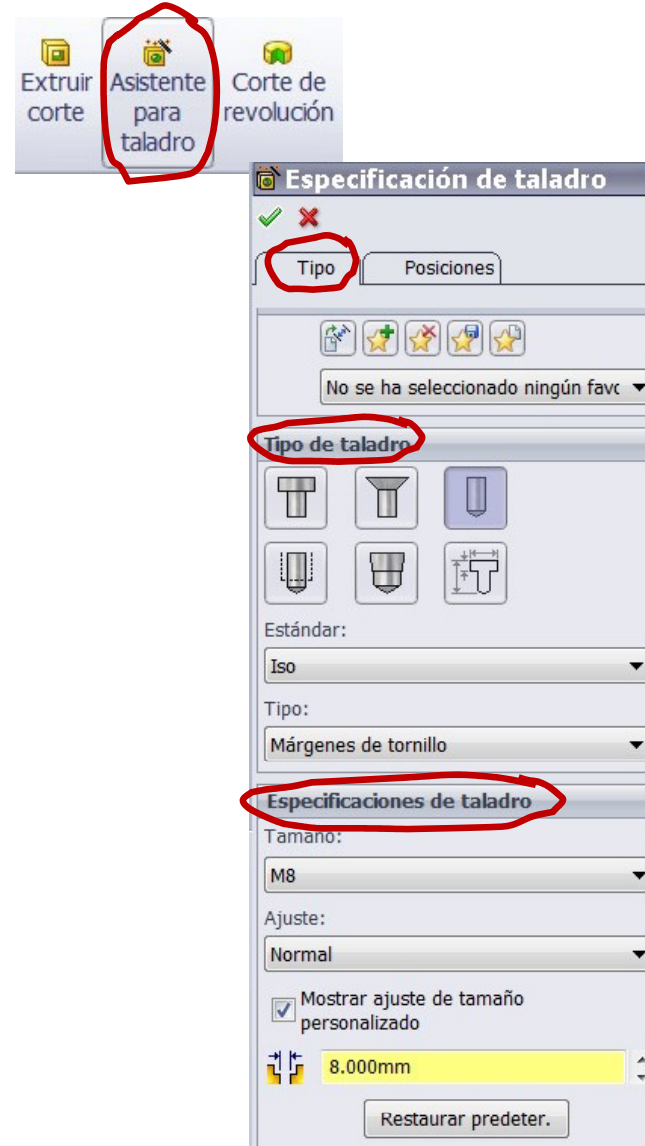 Extruir corte
Asistente para taladro
Corte de revolución
Especificación de taladro
Tipo
Posiciones
No se ha seleccionado ningún favc
Tipo de taladro
Estándar:
Iso
Tipo:
Márgenes de tornillo
Especificaciones de taladro
Tamaño:
M8
Ajuste:
Normal
Mostrar ajuste de tamaño
personalizado
8.000mm
Restaurar predeter.